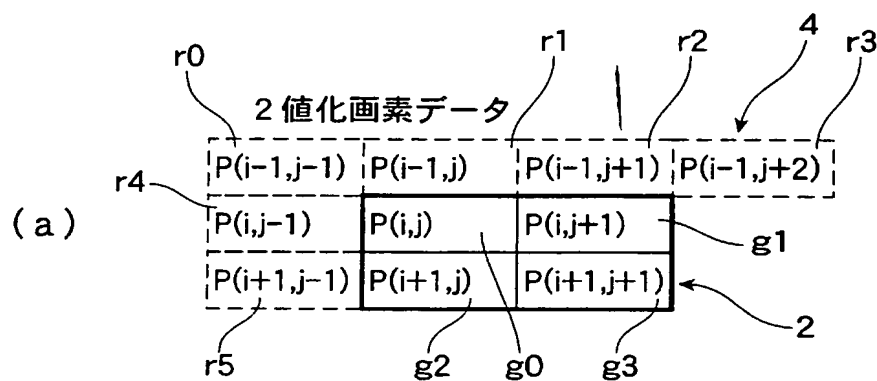 r0 r1 r2 4 r3
2値化画素データ
P(i-1,j-1) P(i-1,j) P(i-1,j+1) P(i-1,j+2)
r4
(a) P(i,j-1) P(i,j) P(i,j+1)
g1
P(i+1,j-1) P(i+1,j) P(i+1,j+1)
2
r5 g2 g0 g3